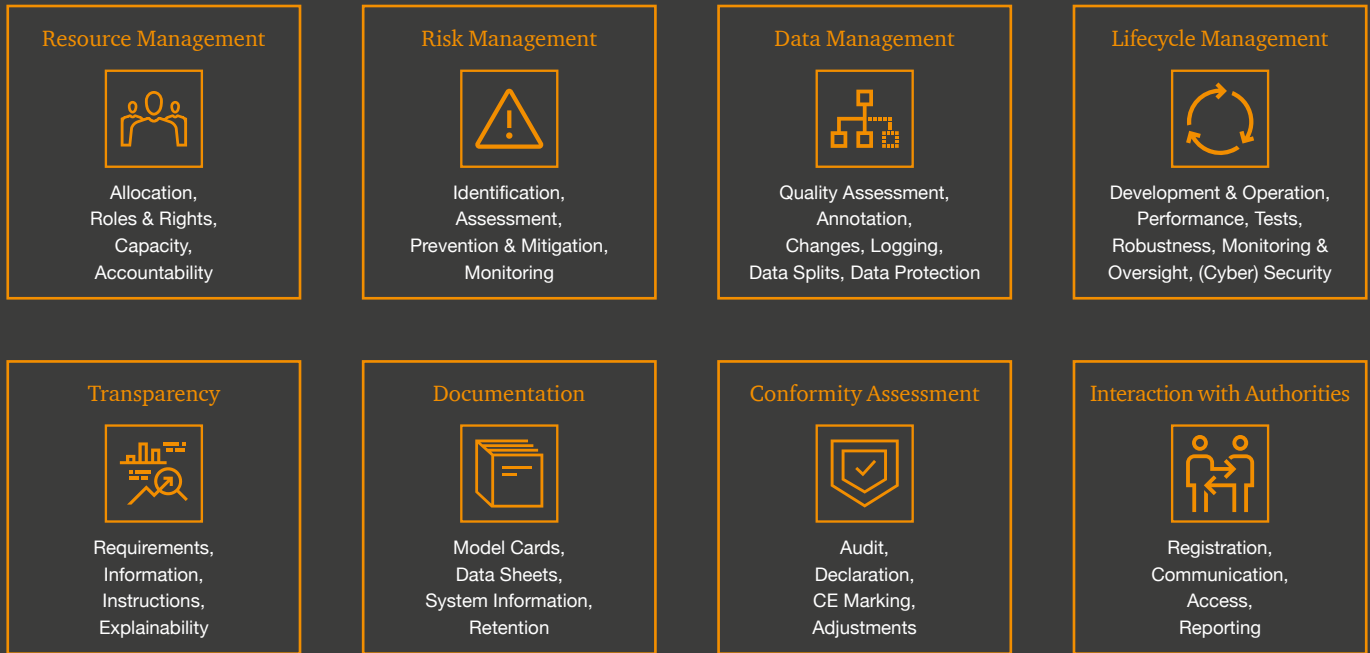 Resource Management
Allocation,
Roles & Rights,
Capacity,
Accountability
Risk Management
Identification,
Assessment,
Prevention & Mitigation,
Monitoring
Data Management
Quality Assessment,
Annotation,
Changes, Logging,
Data Splits, Data Protection
Lifecycle Management
Development & Operation,
Performance, Tests,
Robustness, Monitoring &
Oversight, (Cyber) Security
Transparency
Requirements,
Information,
Instructions,
Explainability
Documentation
Model Cards,
Data Sheets,
System Information,
Retention
Conformity Assessment
Audit,
Declaration,
CE Marking,
Adjustments
Interaction with Authorities
Registration,
Communication,
Access,
Reporting